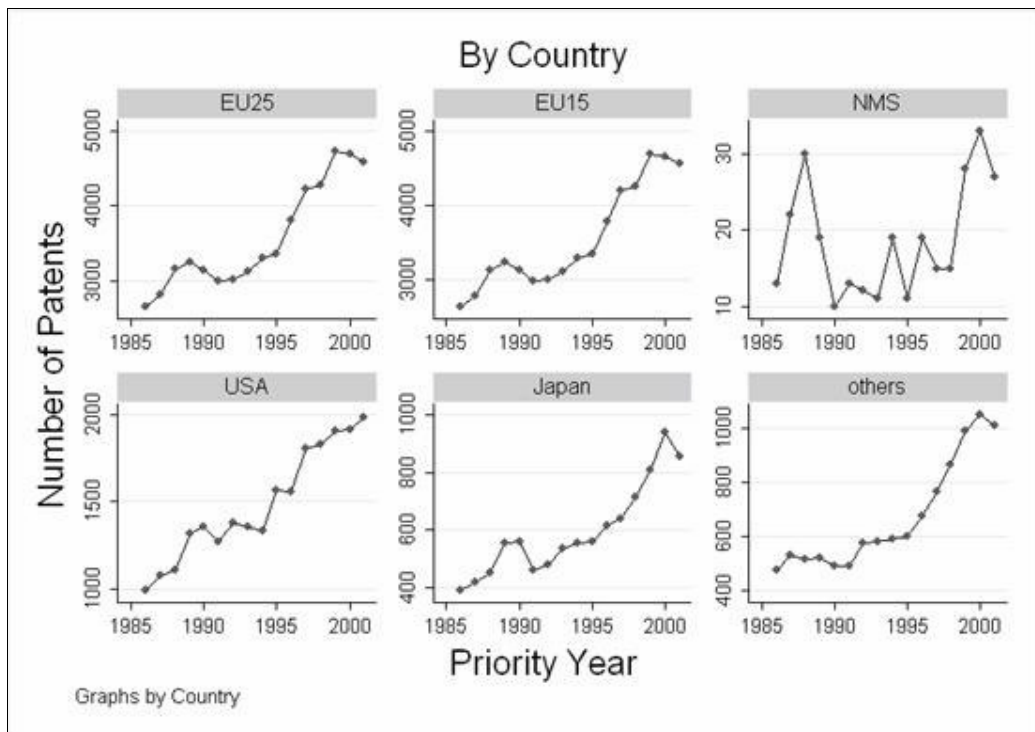 By Country
EU25
EU15
NMS
5000
4000
3000
1985 1990 1995 2000
5000
4000
3000
1985 1990 1995 2000
30
20
10
1985 1990 1995 2000
USA
Japan
others
2000
1500
1000
1985 1990 1995 2000
1000
800
600
400
1985 1990 1995 2000
1000
800
600
400
1985 1990 1995 2000
Number of Patents
Priority Year
Graphs by Country